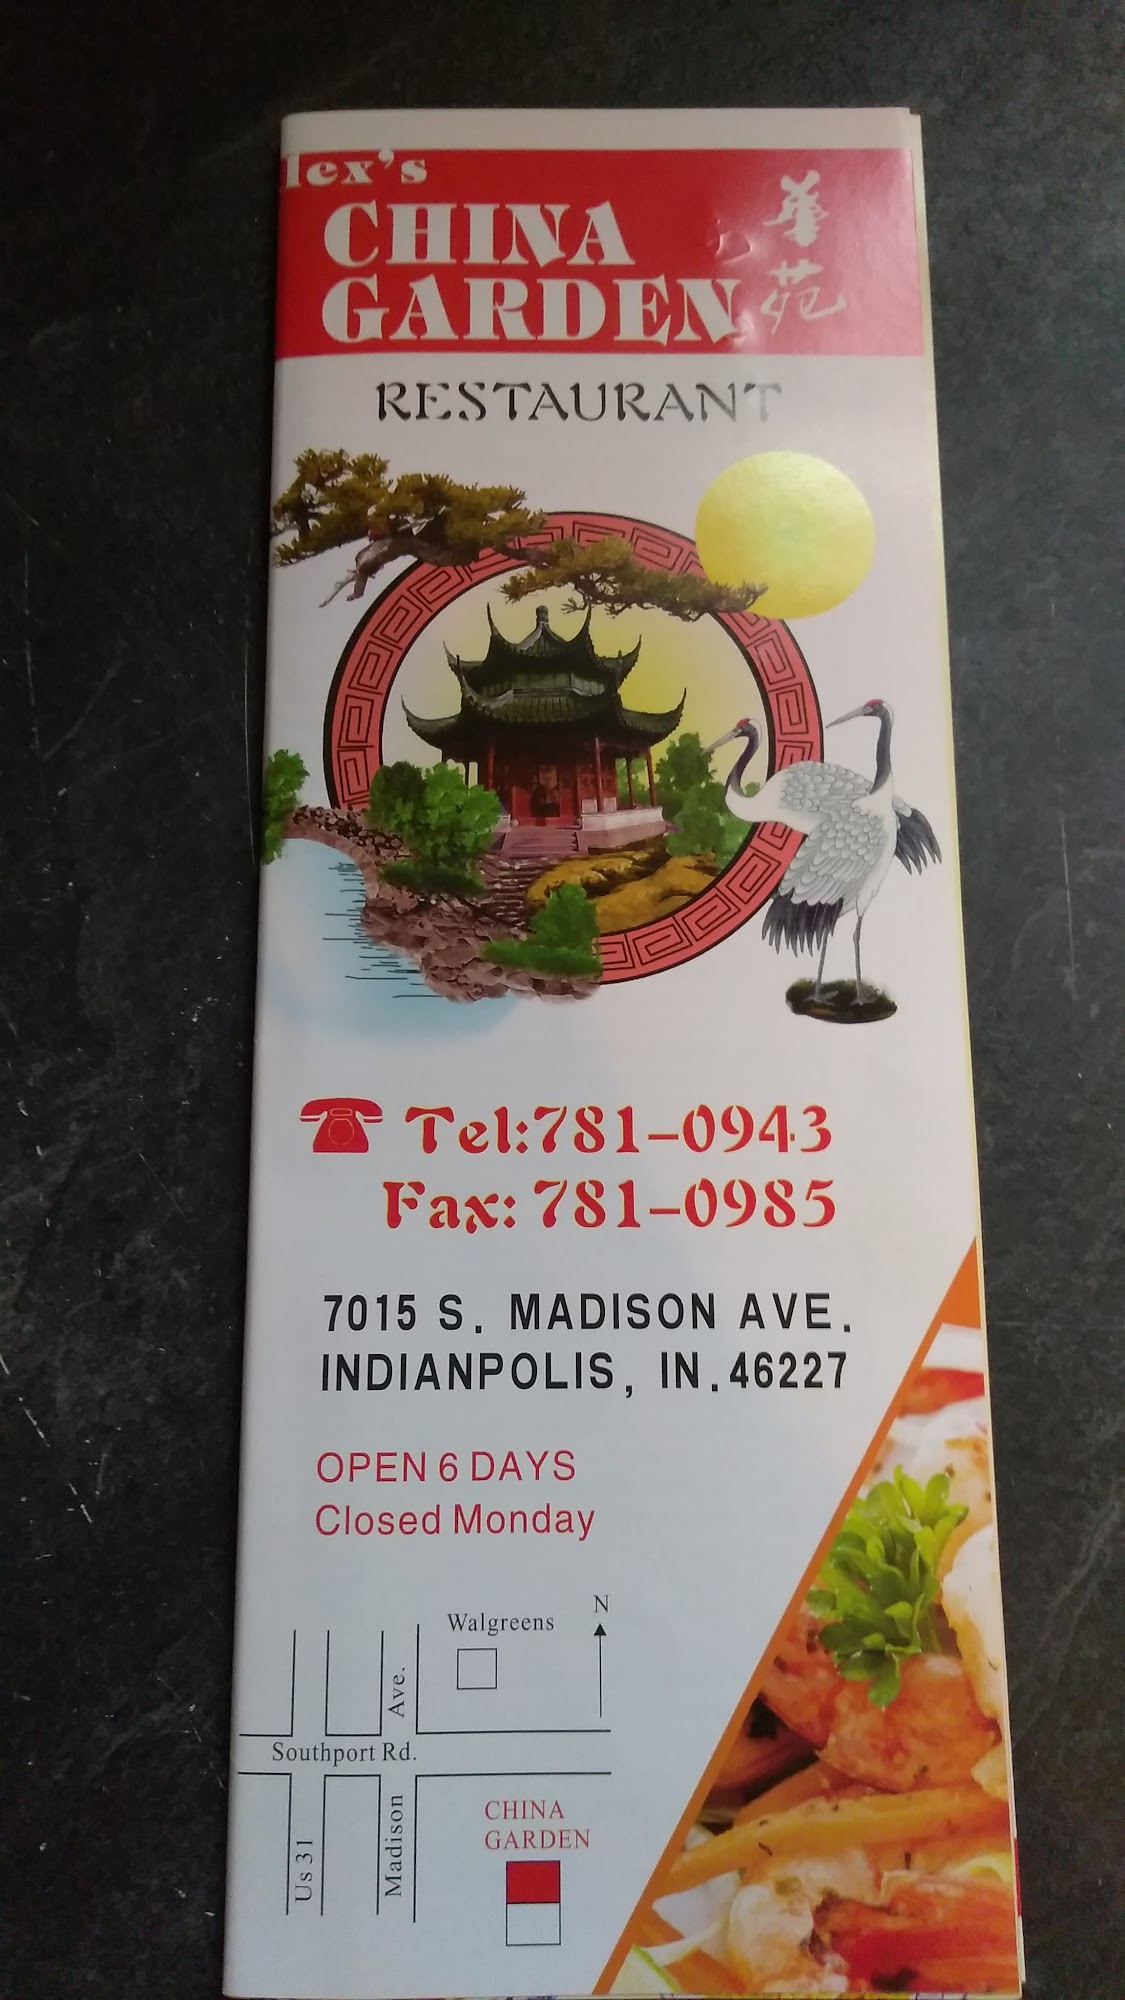 lex's
CHINA
GARDEN
華苑
RESTAURANT
Tel:781-0943
Fax: 781-0985
7015 S. MADISON AVE.
INDIANPOLIS, IN.46227
OPEN 6 DAYS
Closed Monday
N
Walgreens
Ave.
Southport Rd.
Us 31
Madison
CHINA
GARDEN